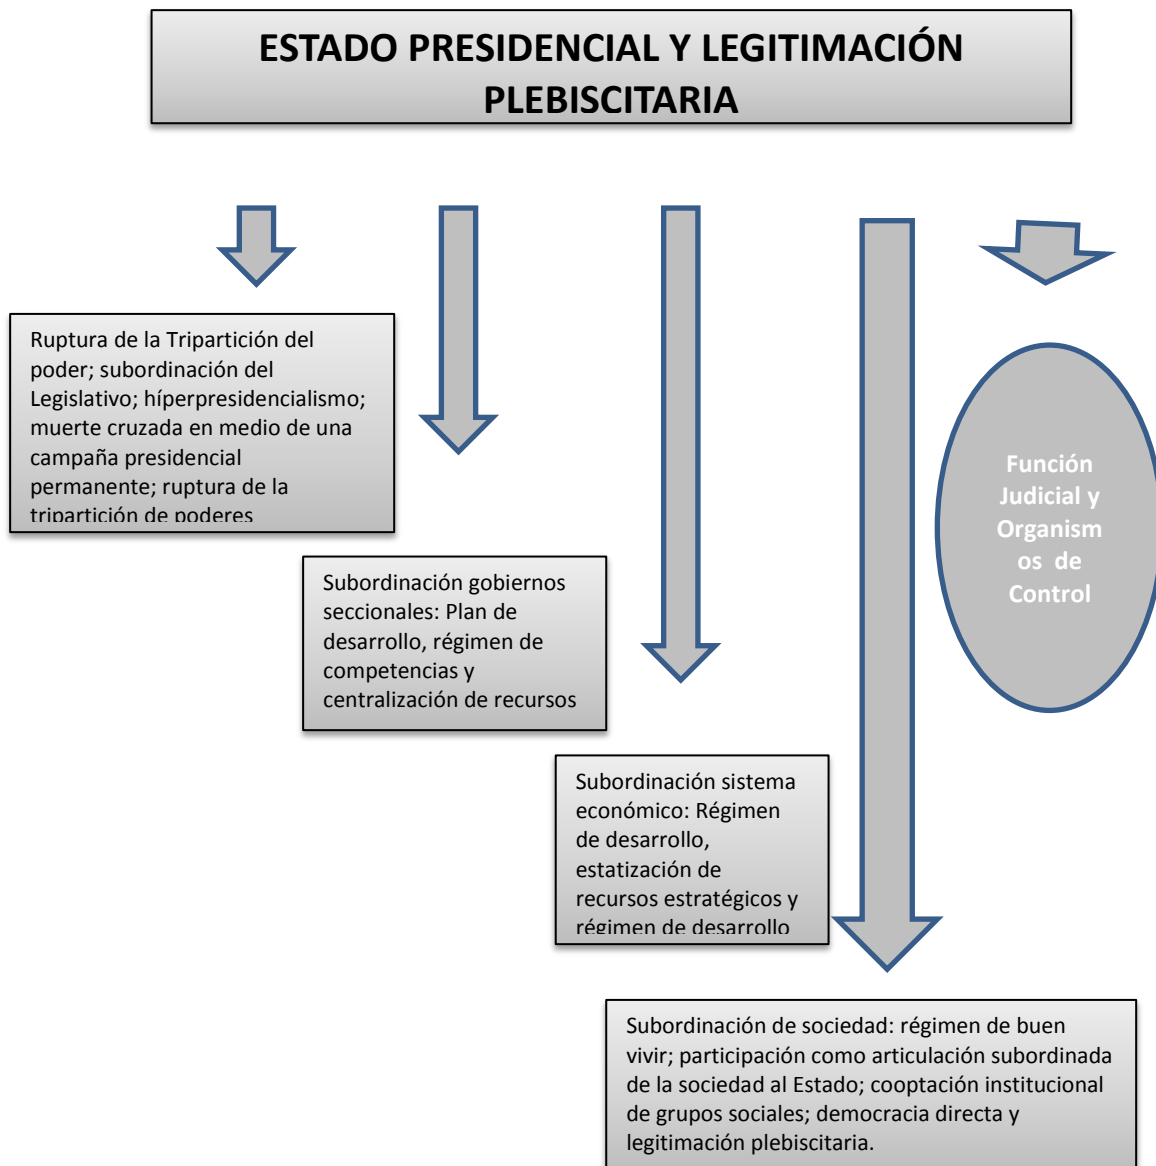 ESTADO PRESIDENCIAL Y LEGITIMACIÓN
PLEBISCITARIA
Ruptura de la Tripartición del
poder; subordinación del
Legislativo; híperpresidencialismo;
muerte cruzada en medio de una
campaña presidencial
permanente; ruptura de la
tripartición de poderes
Función
Judicial y
Organism
os de
Control
Subordinación gobiernos
seccionales: Plan de
desarrollo, régimen de
competencias y
centralización de recursos
Subordinación sistema
económico: Régimen
de desarrollo,
estatización de
recursos estratégicos y
régimen de desarrollo
Subordinación de sociedad: régimen de buen
vivir; participación como articulación subordinada
de la sociedad al Estado; cooptación institucional
de grupos sociales; democracia directa y
legitimación plebiscitaria.